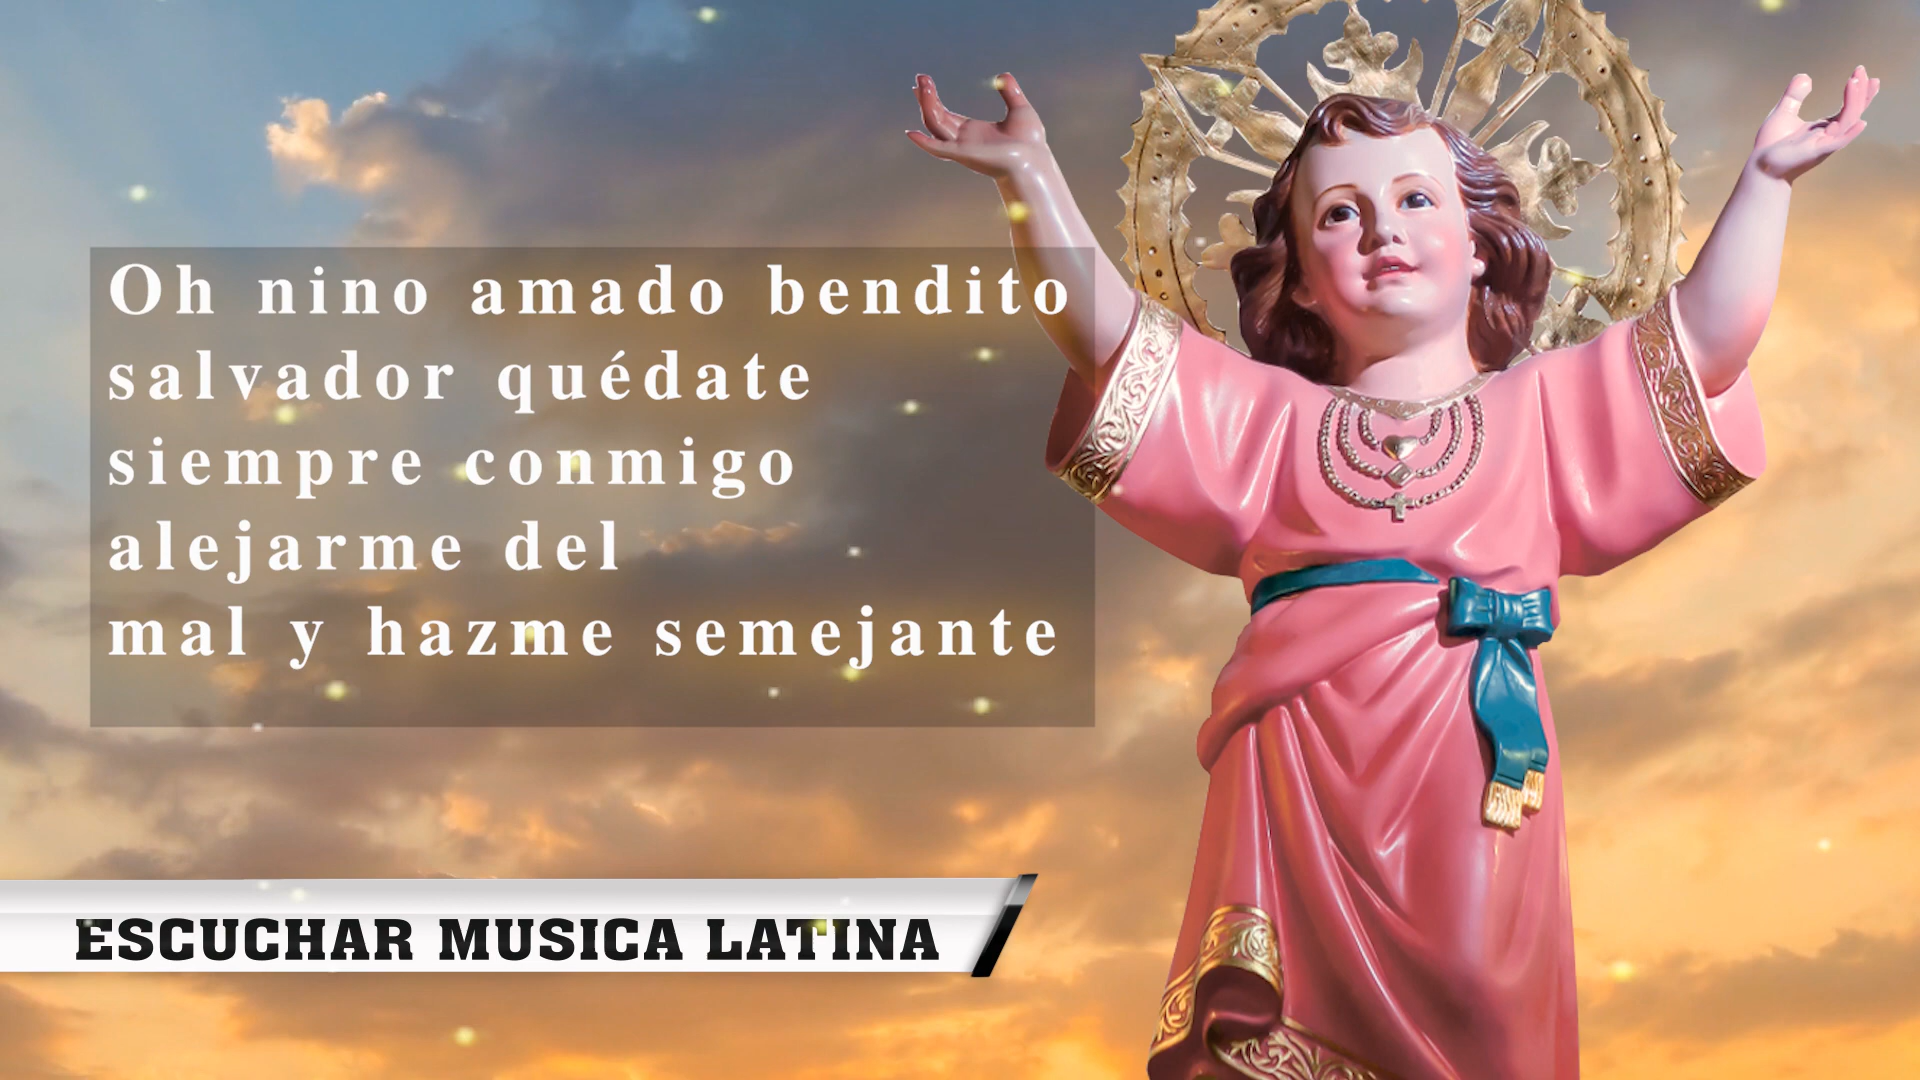 Oh nino amado bendito
salvador quédate
siempre conmigo
alejarme del
mal y hazme semejante
ESCUCHAR MUSICA LATINA